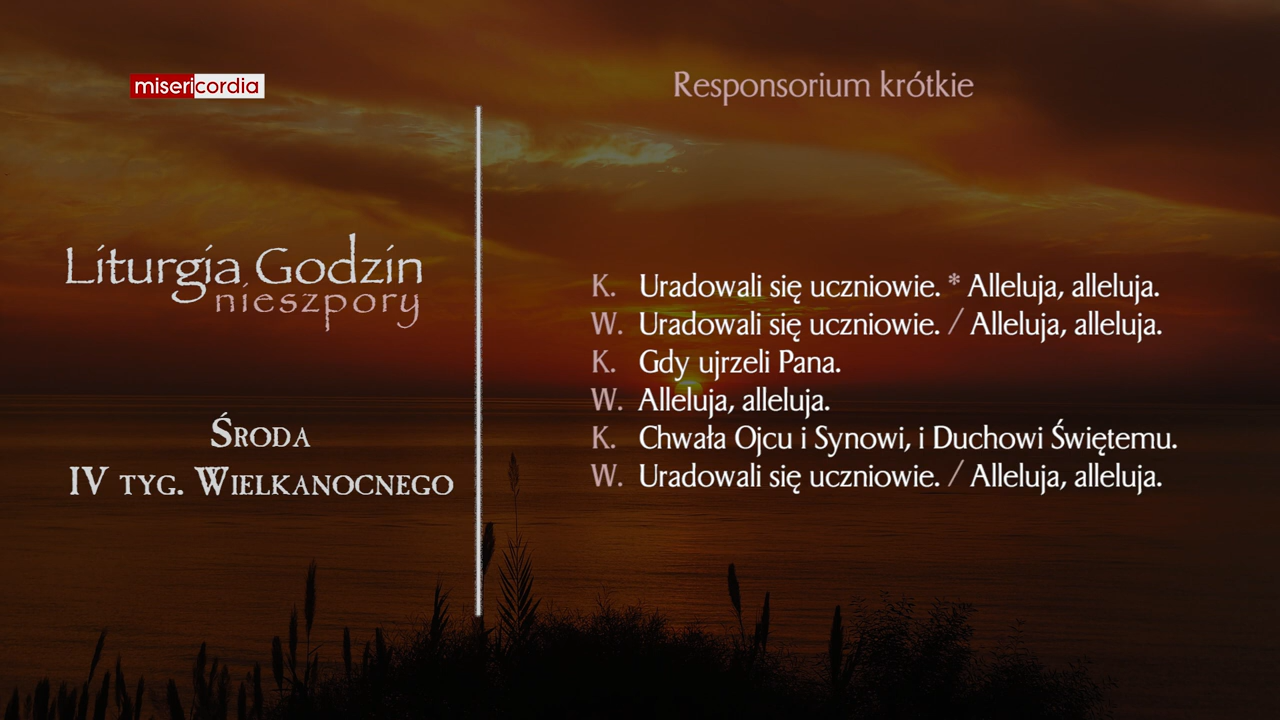 misericordia
Responsorium krótkie
Liturgia Godzin
nieszpory
Środa
IV tyg. Wielkanocnego
K. Uradowali się uczniowie. * Alleluja, alleluja.
W. Uradowali się uczniowie. / Alleluja, alleluja.
K. Gdy ujrzeli Pana.
W. Alleluja, alleluja.
K. Chwała Ojcu i Synowi, i Duchowi Świętemu.
W. Uradowali się uczniowie. / Alleluja, alleluja.